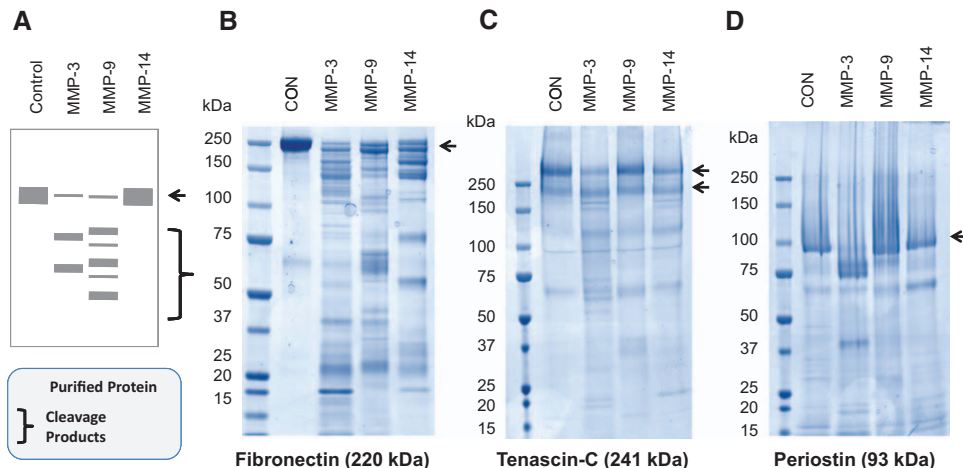 A
Control
MMP-3
MMP-9
MMP-14
Purified Protein
Cleavage
Products
B
kDa
CON
MMP-3
MMP-9
MMP-14
250
150
100
75
50
37
25
20
15
Fibronectin (220 kDa)
C
kDa
CON
MMP-3
MMP-9
MMP-14
250
150
100
75
50
37
25
20
15
Tenascin-C (241 kDa)
D
kDa
CON
MMP-3
MMP-9
MMP-14
250
150
100
75
50
37
25
20
15
Periostin (93 kDa)